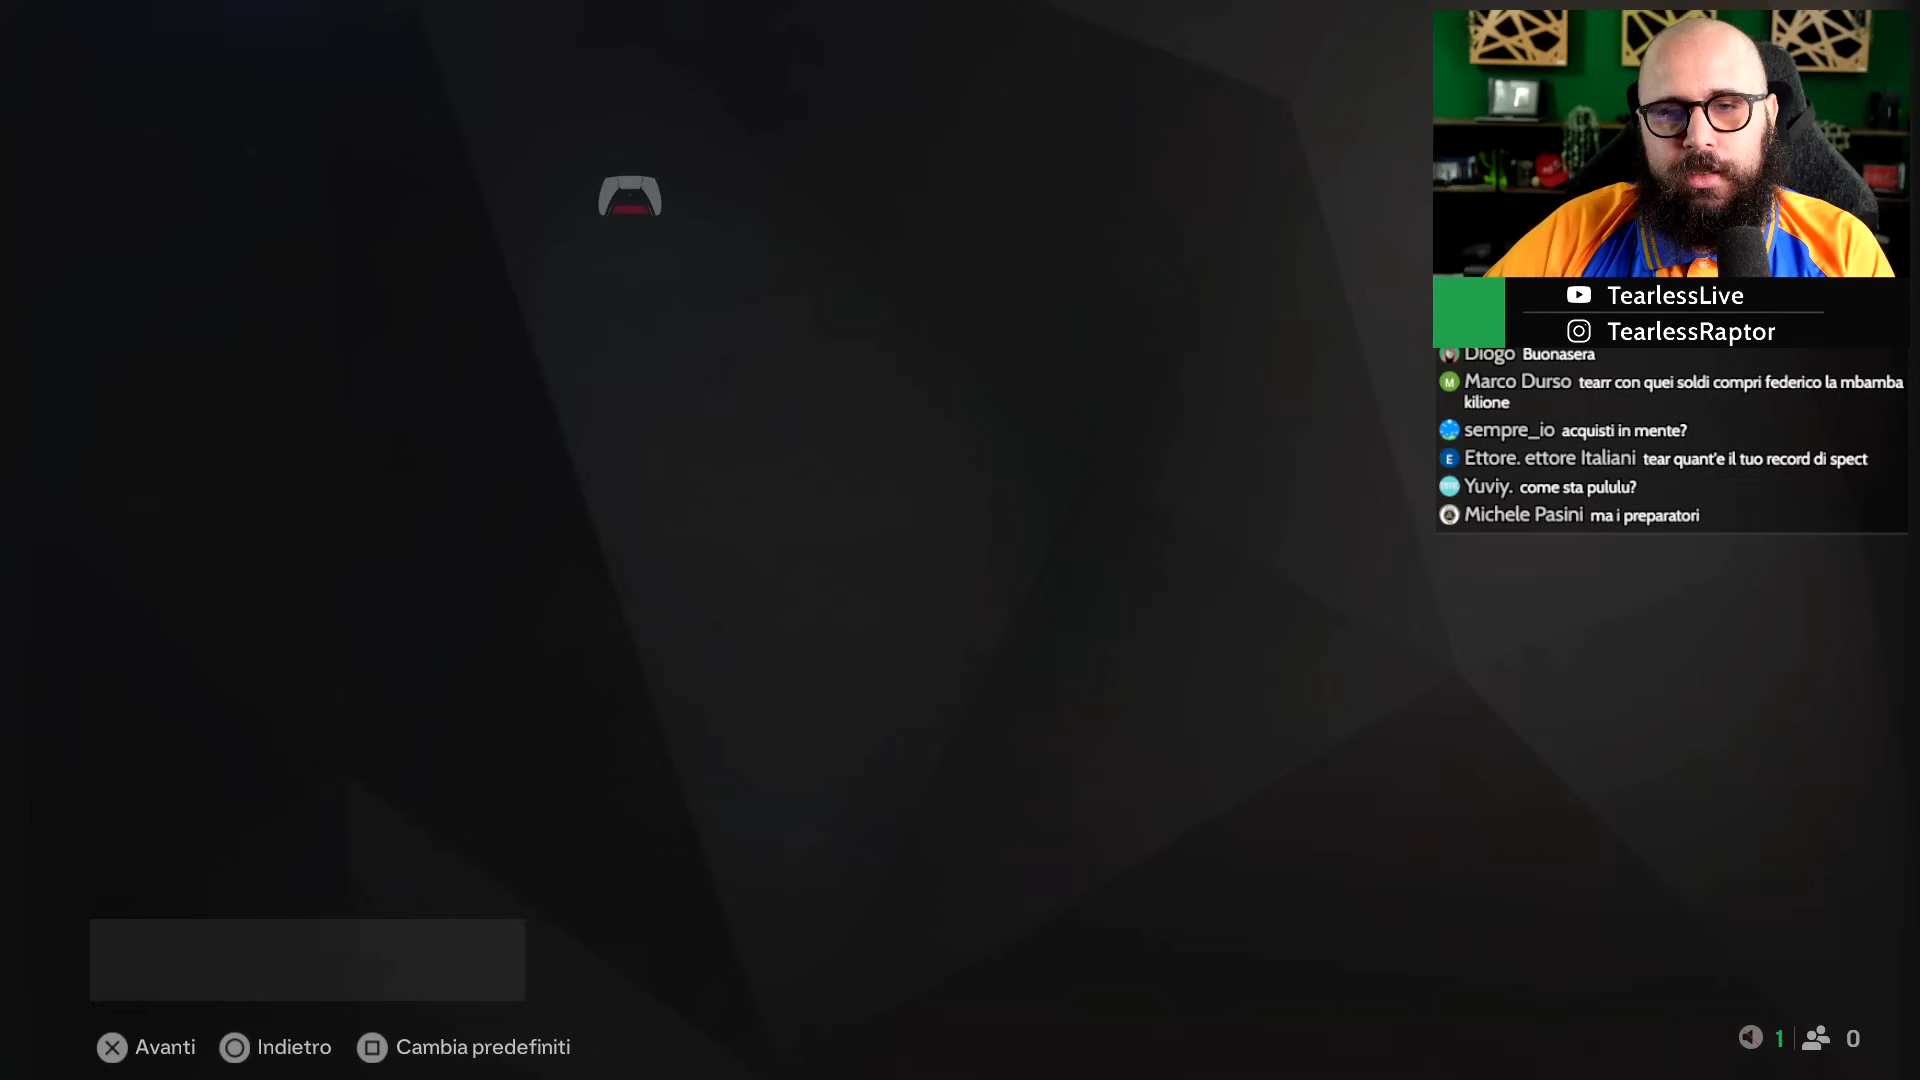 TearlessLive
TearlessRaptor
Diogo Buonasera
Marco Durso tearr con quei soldi compri federico la mbamba
kilione
sempre_io acquisti in mente?
E Ettore. ettore Italiani tear quant'e il tuo record di spect
Yuviy. come sta pululu?
Michele Pasini ma i preparatori
Avanti Indietro Cambia predefiniti
1 0